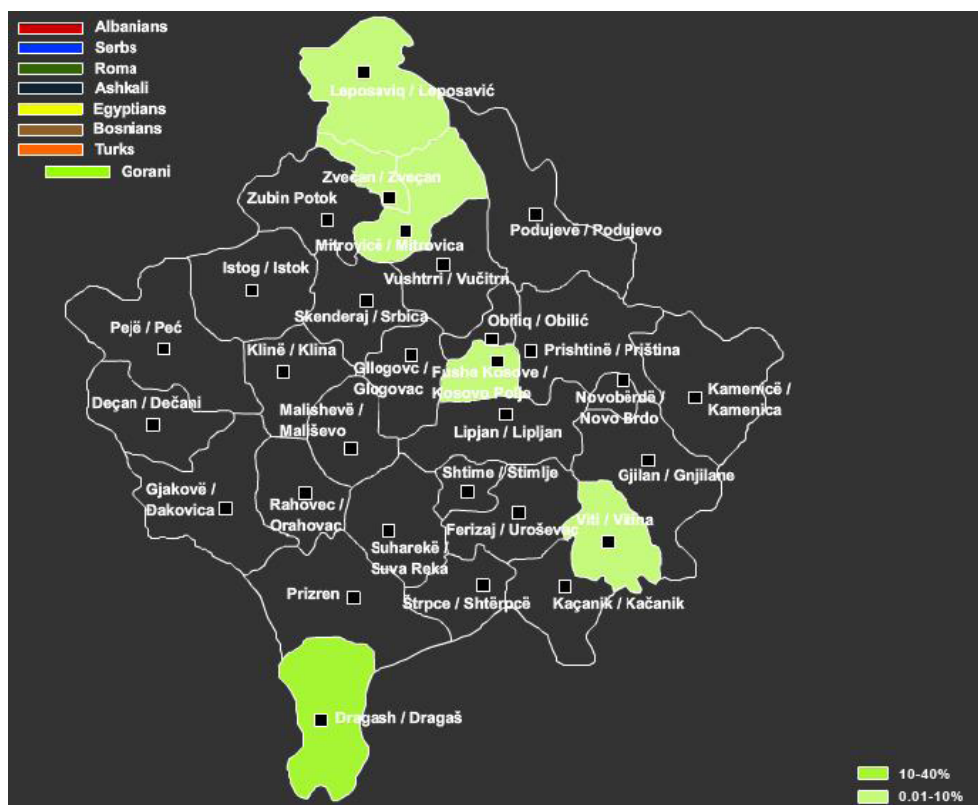 Albanians
Serbs
Roma
Ashkali
Egyptians
Bosnians
Turks
Gorani
Leposaviq / Leposavić
Zvečan / Zveçan
Zubin Potok
Mitrovicë / Mitrovica
Podujevë / Podujevo
Istog / Istok
Vushtrri / Vučitrn
Skenderaj / Srbica
Obiliq / Obilić
Pejë / Peć
Klinë / Klina
Gllogovc /
Glogovac
Prishtinë / Priština
Fushe Kosove /
Kosovo Polje
Novobërdë /
Novo Brdo
Kamenicë /
Kamenica
Deçan / Dečani
Malishevë /
Mališevo
Lipjan / Lipljan
Shtime / Štimlje
Gjilan / Gnjilane
Gjakovë /
Đakovica
Rahovec /
Orahovac
Ferizaj / Uroševac
Viti / Vitina
Suharekë /
Suva Reka
Prizren
Štrpce / Shtërpcë
Kaçanik / Kačanik
Dragash / Dragaš
10-40%
0,01-10%